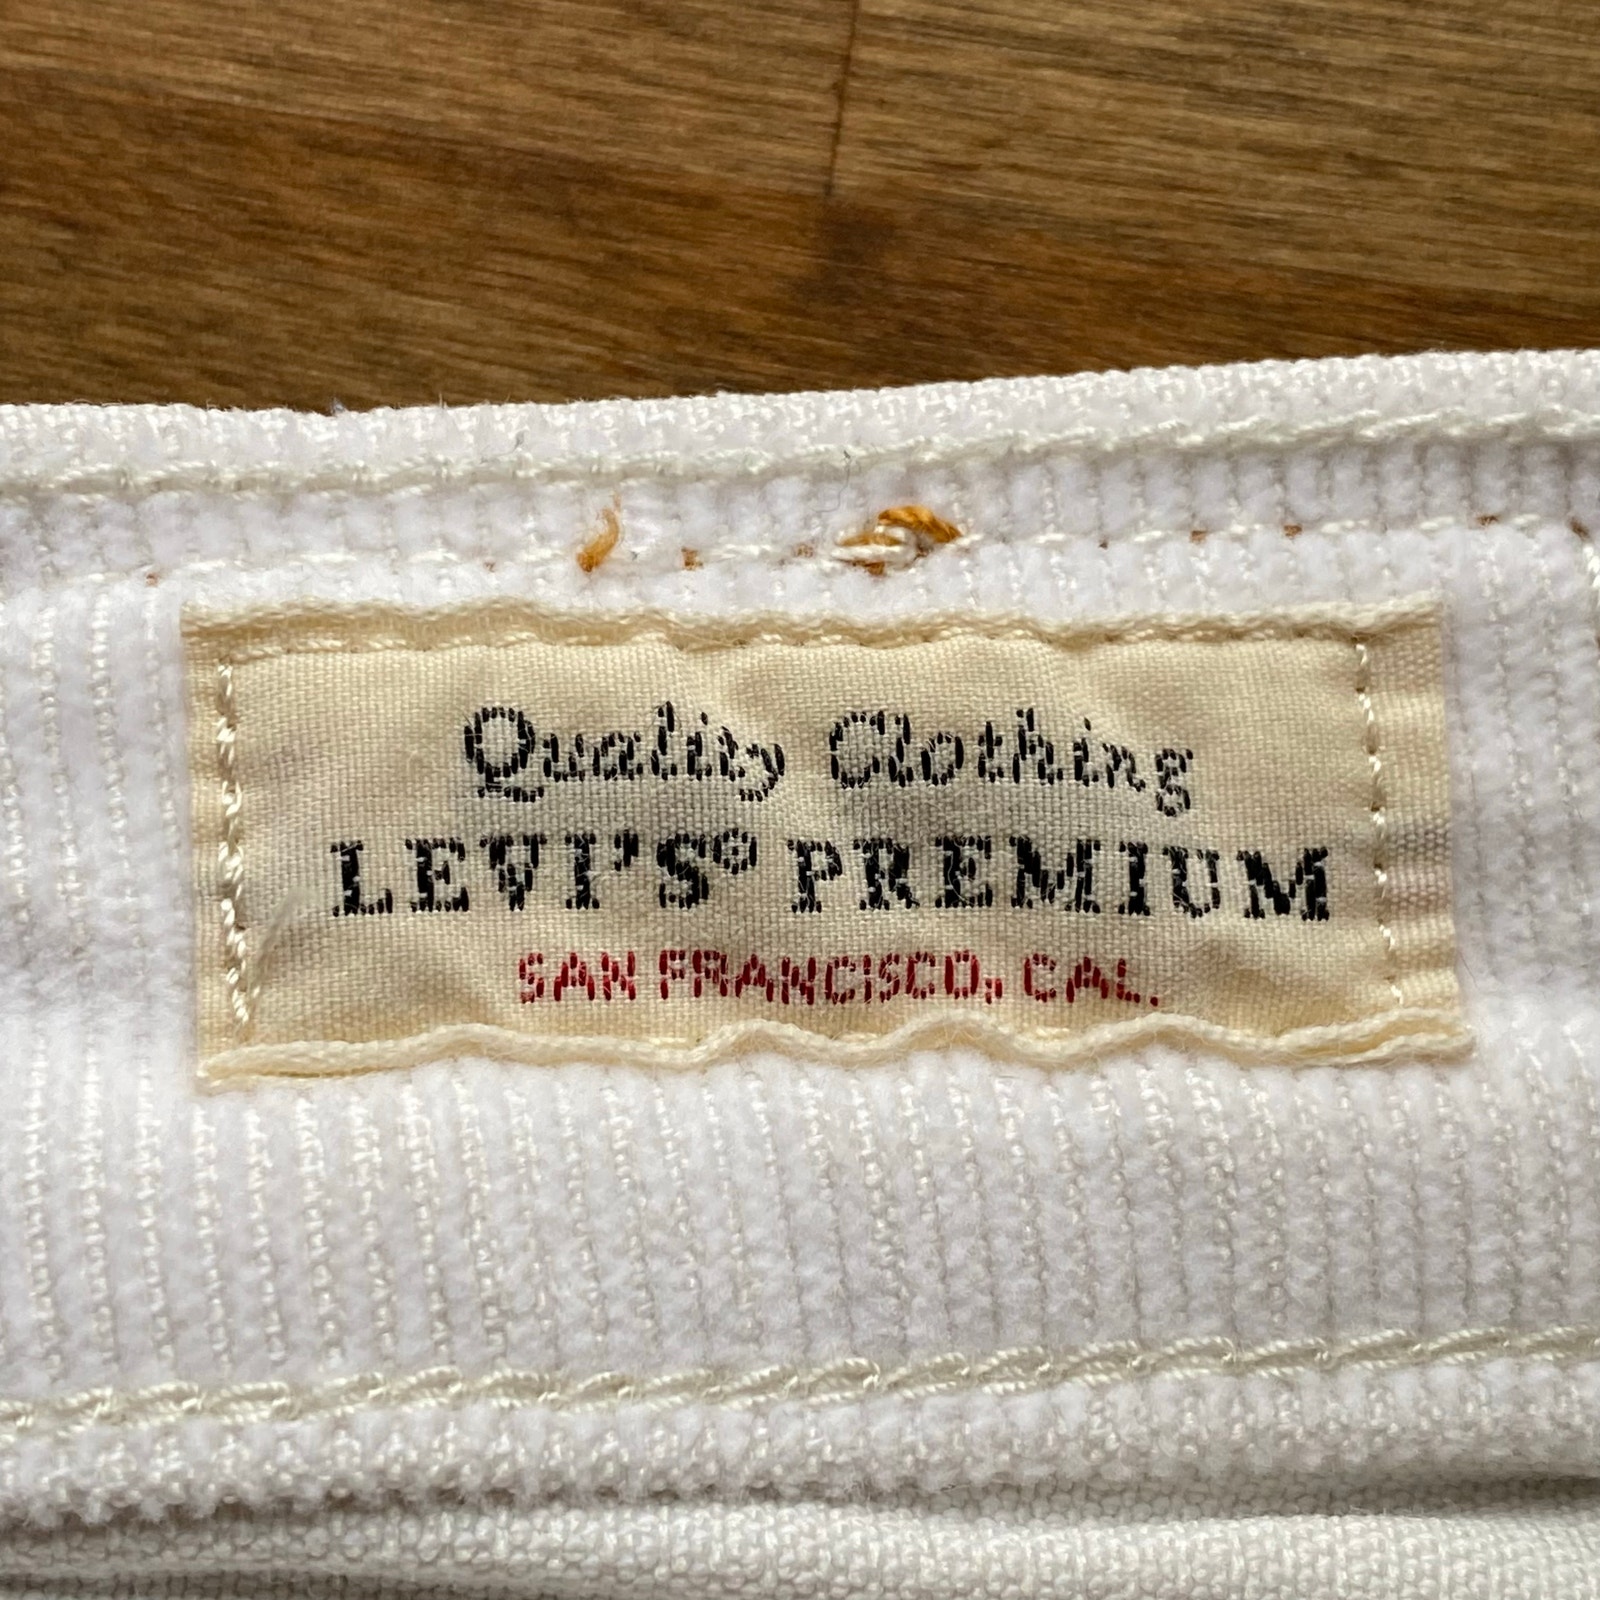 Quality Clothing
LEVI'S® PREMIUM
SAN FRANCISCO, CAL.